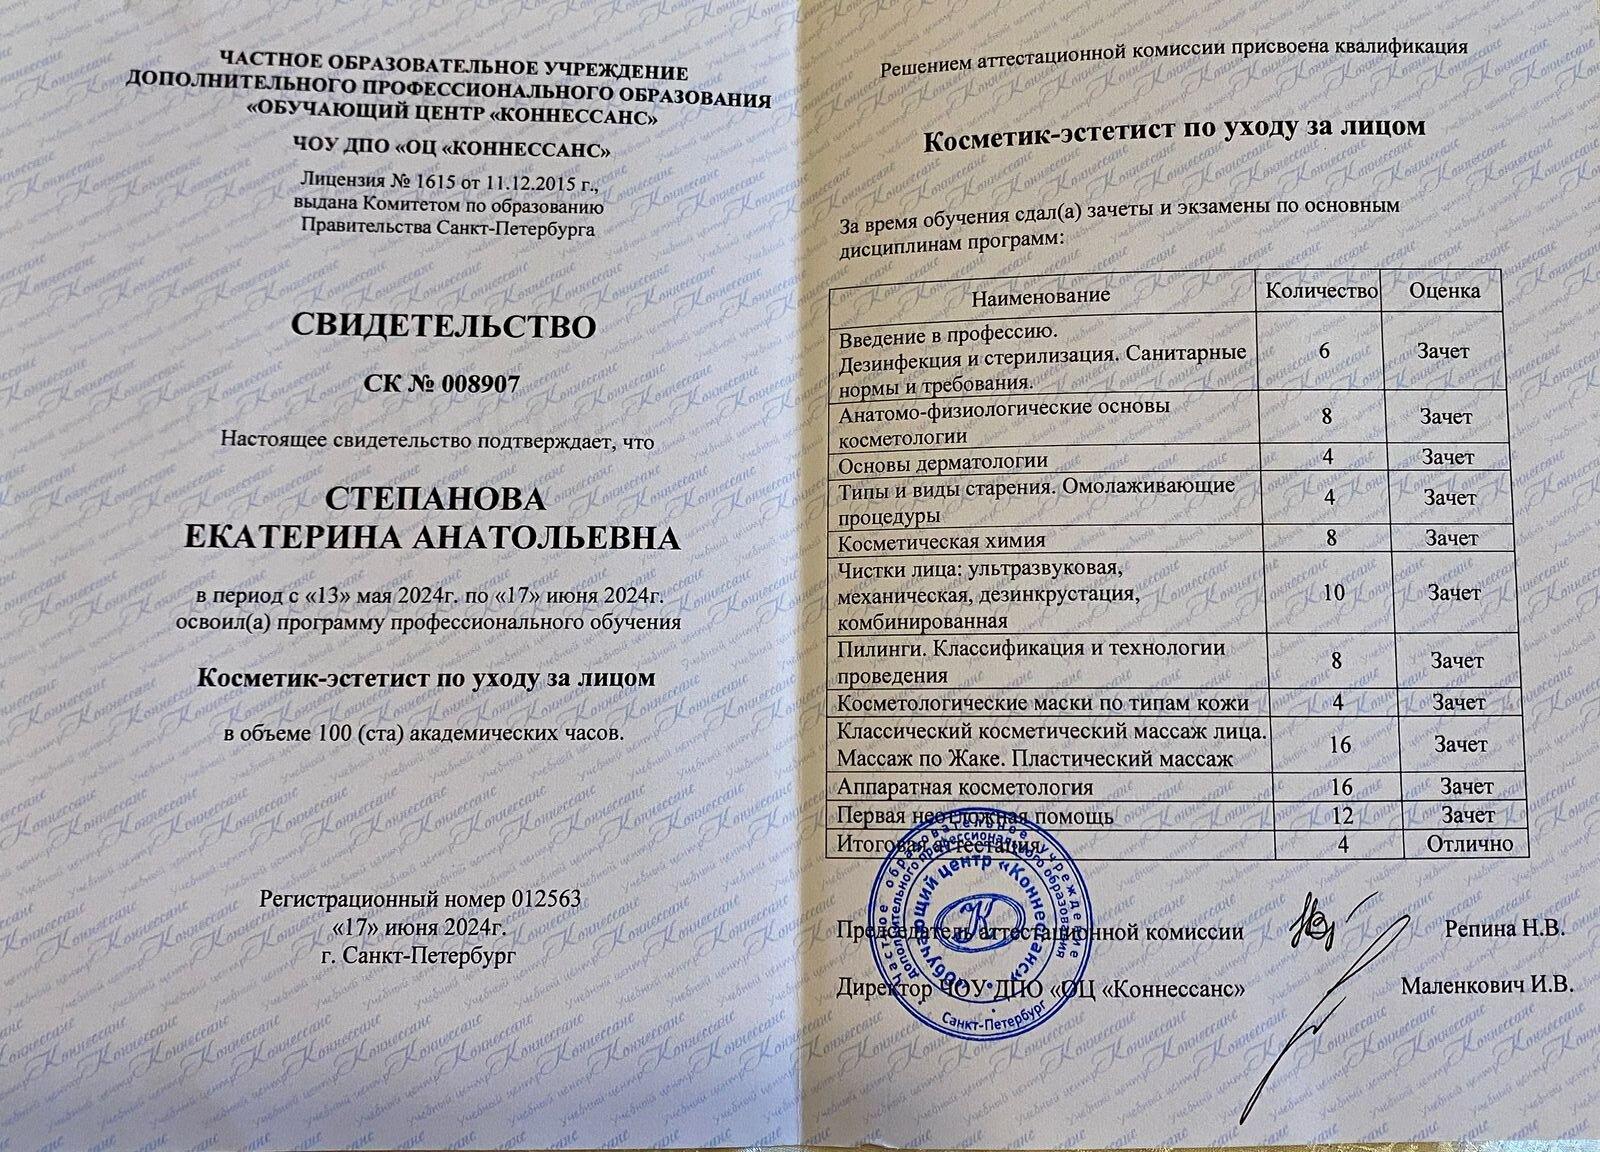 ЧАСТНОЕ ОБРАЗОВАТЕЛЬНОЕ УЧРЕЖДЕНИЕ
ДОПОЛНИТЕЛЬНОГО ПРОФЕССИОНАЛЬНОГО ОБРАЗОВАНИЯ
«ОБУЧАЮЩИЙ ЦЕНТР «КОННЕССАНС»
ЧОУ ДПО «ОЦ «КОННЕССАНС»
Лицензия № 1615 от 11.12.2015 г.,
выдана Комитетом по образованию
Правительства Санкт-Петербурга
СВИДЕТЕЛЬСТВО
СК № 008907
Настоящее свидетельство подтверждает, что
СТЕПАНОВА
ЕКАТЕРИНА АНАТОЛЬЕВНА
в период с «13» мая 2024г. по «17» июня 2024г.
освоил(а) программу профессионального обучения
Косметик-эстетист по уходу за лицом
в объеме 100 (ста) академических часов.
Регистрационный номер 012563
«17» июня 2024г.
г. Санкт-Петербург
Решением аттестационной комиссии присвоена квалификация
Косметик-эстетист по уходу за лицом
За время обучения сдал(а) зачеты и экзамены по основным
дисциплинам программ:
Наименование Количество Оценка
Введение в профессию.
Дезинфекция и стерилизация. Санитарные 6 Зачет
нормы и требования.
Анатомо-физиологические основы 8 Зачет
косметологии
Основы дерматологии 4 Зачет
Типы и виды старения. Омолаживающие 4 Зачет
процедуры
Косметическая химия 8 Зачет
Чистки лица: ультразвуковая,
механическая, дезинкрустация, 10 Зачет
комбинированная
Пилинги. Классификация и технологии 8 Зачет
проведения
Косметологические маски по типам кожи 4 Зачет
Классический косметический массаж лица. 16 Зачет
Массаж по Жаке. Пластический массаж
Аппаратная косметология 16 Зачет
Первая неотложная помощь 12 Зачет
Итоговая аттестация 4 Отлично
Председатель аттестационной комиссии Репина Н.В.
Директор ЧОУ ДПО «ОЦ «Коннессанс» Маленкович И.В.
Частное образовательное учреждение
дополнительного профессионального образования
«Обучающий центр «Коннессанс»
К
Санкт-Петербург